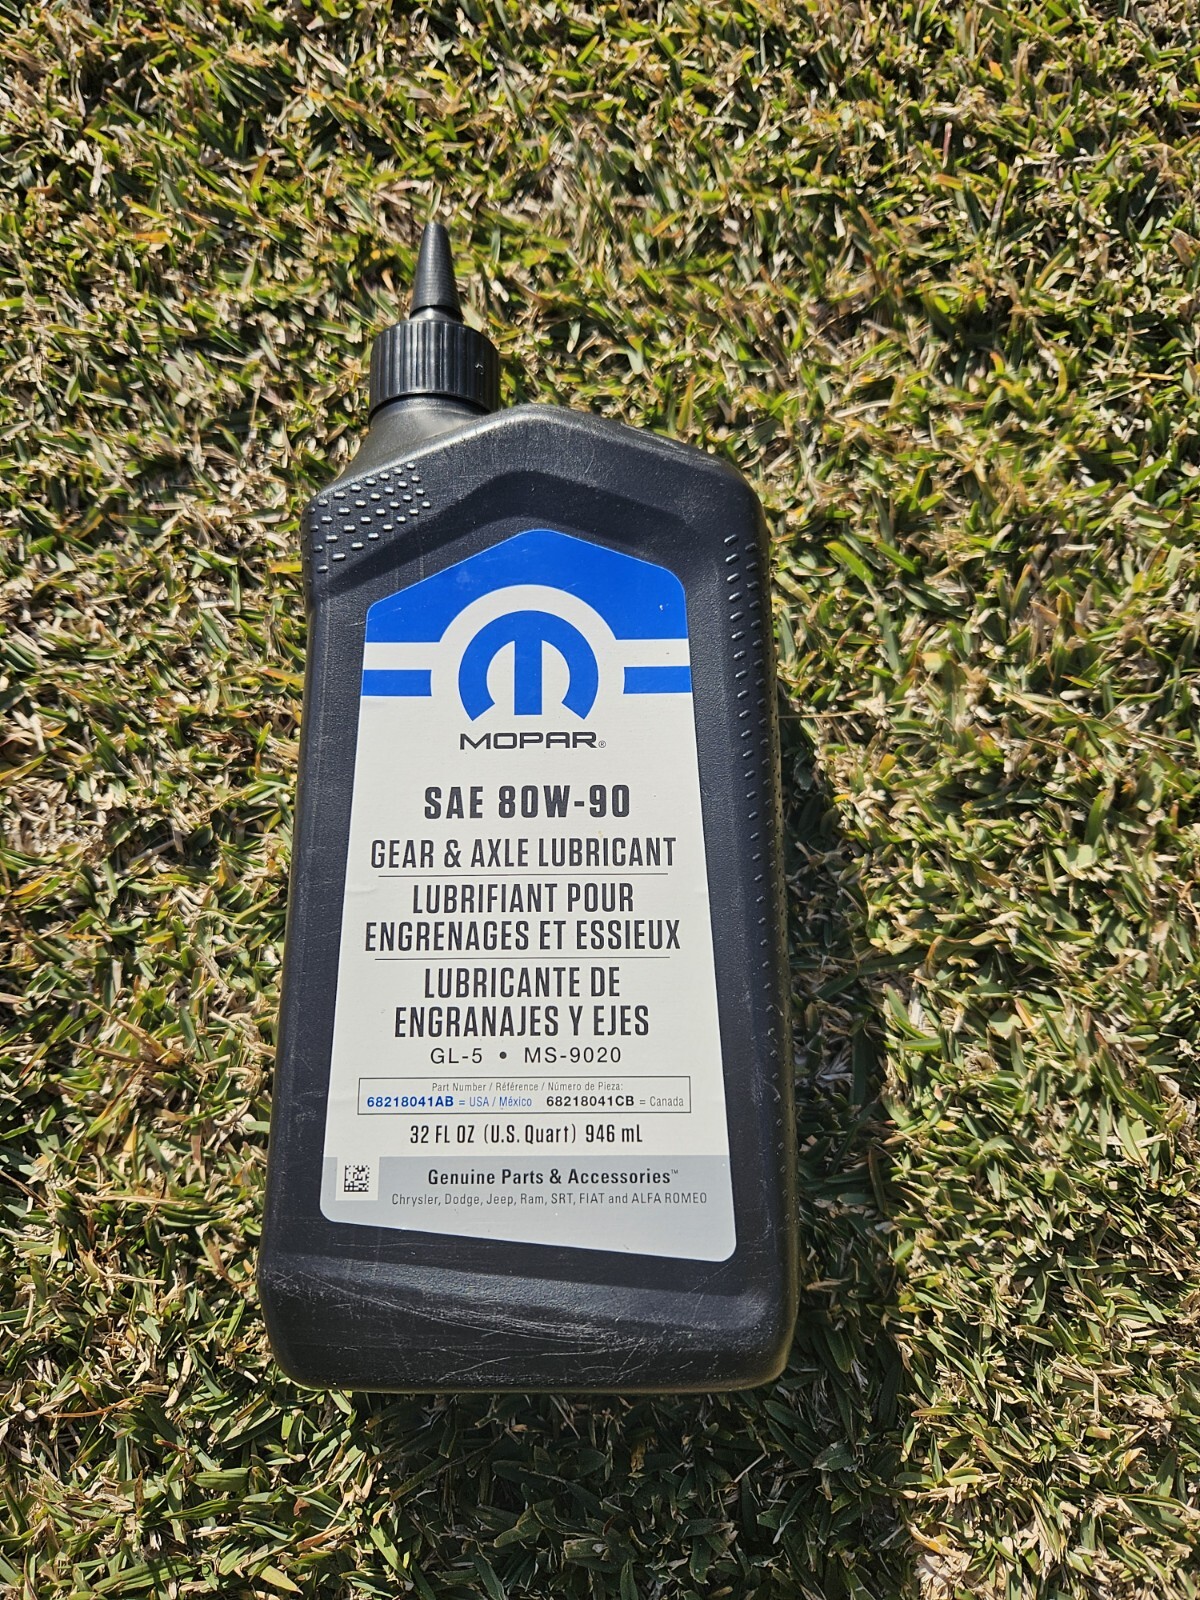 MOPAR®
SAE 80W-90
GEAR & AXLE LUBRICANT
LUBRIFIANT POUR
ENGRENAGES ET ESSIEUX
LUBRICANTE DE
ENGRANAJES Y EJES
GL-5 • MS-9020
Part Number / Référence / Número de Pieza:
68218041AB = USA / México 68218041CB = Canada
32 FL OZ (U.S. Quart) 946 mL
Genuine Parts & Accessories™
Chrysler, Dodge, Jeep, Ram, SRT, FIAT and ALFA ROMEO